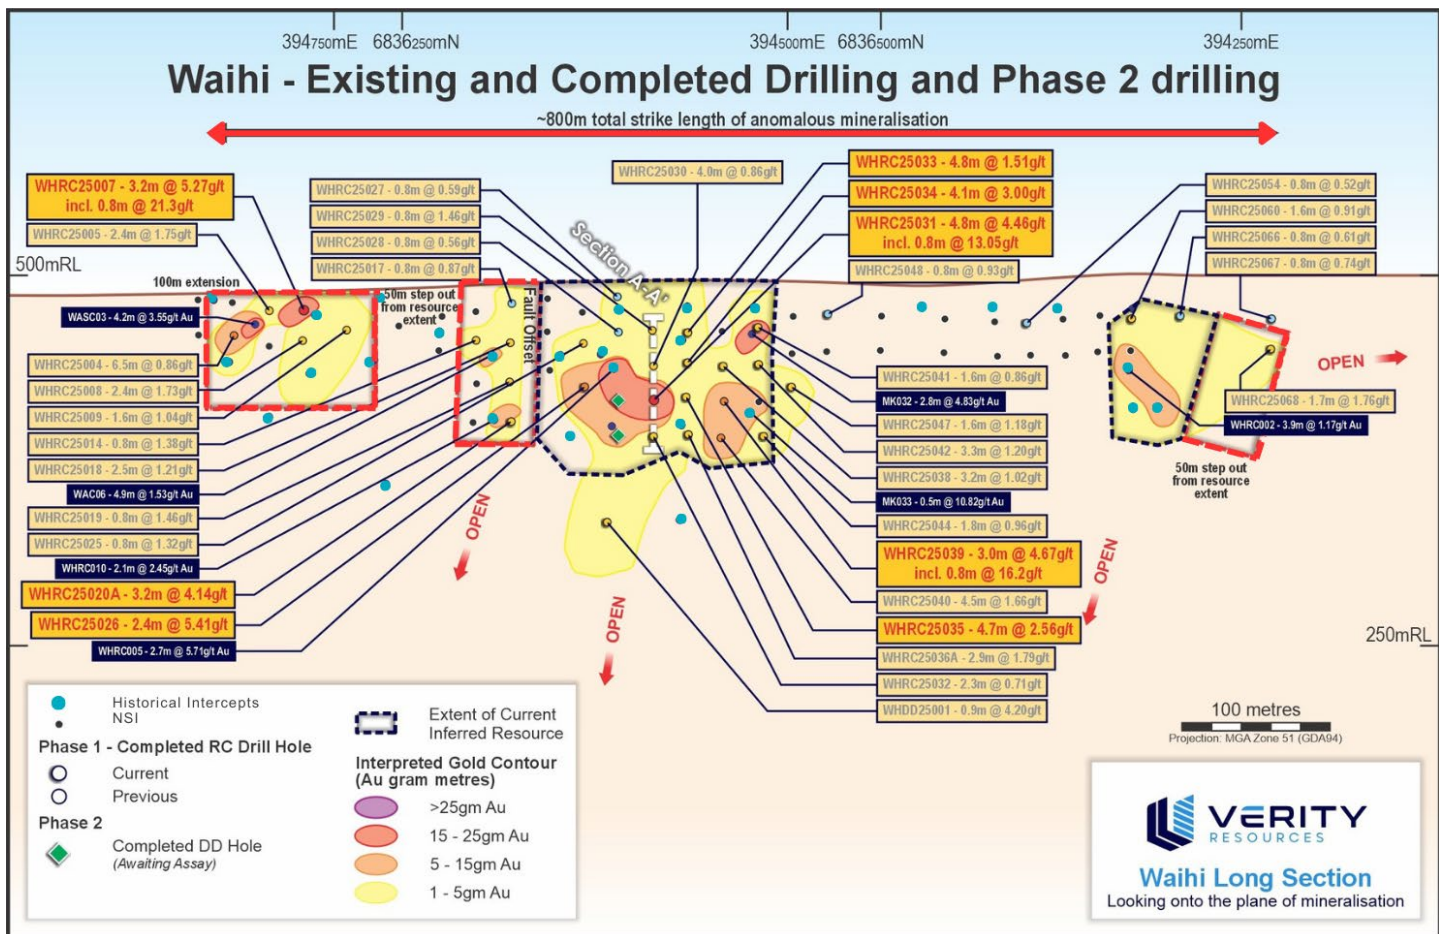 394750mE 6836250mN 394500mE 6836500mN 394250mE
Waihi - Existing and Completed Drilling and Phase 2 drilling
~800m total strike length of anomalous mineralisation
WHRC25007 - 3.2m @ 5.27g/t
incl. 0.8m @ 21.3g/t
WHRC25005 - 2.4m @ 1.75g/t
500mRL
100m extension
WASC03 - 4.2m @ 3.55g/t Au
WHRC25004 - 6.5m @ 0.86g/t
WHRC25008 - 2.4m @ 1.73g/t
WHRC25009 - 1.6m @ 1.04g/t
WHRC25014 - 0.8m @ 1.38g/t
WHRC25018 - 2.5m @ 1.21g/t
WAC06 - 4.9m @ 1.53g/t Au
WHRC25019 - 0.8m @ 1.46g/t
WHRC25025 - 0.8m @ 1.32g/t
WHRC010 - 2.1m @ 2.45g/t Au
WHRC25020A - 3.2m @ 4.14g/t
WHRC25026 - 2.4m @ 5.41g/t
WHRC005 - 2.7m @ 5.71g/t Au
WHRC25027 - 0.8m @ 0.59g/t
WHRC25029 - 0.8m @ 1.46g/t
WHRC25028 - 0.8m @ 0.56g/t
WHRC25017 - 0.8m @ 0.87g/t
50m step out
from resource
extent
Fault Offset
Section A-A'
WHRC25030 - 4.0m @ 0.86g/t
WHRC25033 - 4.8m @ 1.51g/t
WHRC25034 - 4.1m @ 3.00g/t
WHRC25031 - 4.8m @ 4.46g/t
incl. 0.8m @ 13.05g/t
WHRC25048 - 0.8m @ 0.93g/t
WHRC25041 - 1.6m @ 0.86g/t
MK032 - 2.8m @ 4.83g/t Au
WHRC25047 - 1.6m @ 1.18g/t
WHRC25042 - 3.3m @ 1.20g/t
WHRC25038 - 3.2m @ 1.02g/t
MK033 - 0.5m @ 10.82g/t Au
WHRC25044 - 1.8m @ 0.96g/t
WHRC25039 - 3.0m @ 4.67g/t
incl. 0.8m @ 16.2g/t
WHRC25040 - 4.5m @ 1.66g/t
WHRC25035 - 4.7m @ 2.56g/t
WHRC25036A - 2.9m @ 1.79g/t
WHRC25032 - 2.3m @ 0.71g/t
WHDD25001 - 0.9m @ 4.20g/t
WHRC25054 - 0.8m @ 0.52g/t
WHRC25060 - 1.6m @ 0.91g/t
WHRC25066 - 0.8m @ 0.61g/t
WHRC25067 - 0.8m @ 0.74g/t
OPEN
WHRC25068 - 1.7m @ 1.76g/t
WHRC002 - 3.9m @ 1.17g/t Au
50m step out
from resource
extent
OPEN
OPEN
OPEN
250mRL
Historical Intercepts
NSI
Phase 1 - Completed RC Drill Hole
Current
Previous
Phase 2
Completed DD Hole
(Awaiting Assay)
Extent of Current
Inferred Resource
Interpreted Gold Contour
(Au gram metres)
>25gm Au
15 - 25gm Au
5 - 15gm Au
1 - 5gm Au
100 metres
Projection: MGA Zone 51 (GDA94)
VERITY
RESOURCES
Waihi Long Section
Looking onto the plane of mineralisation